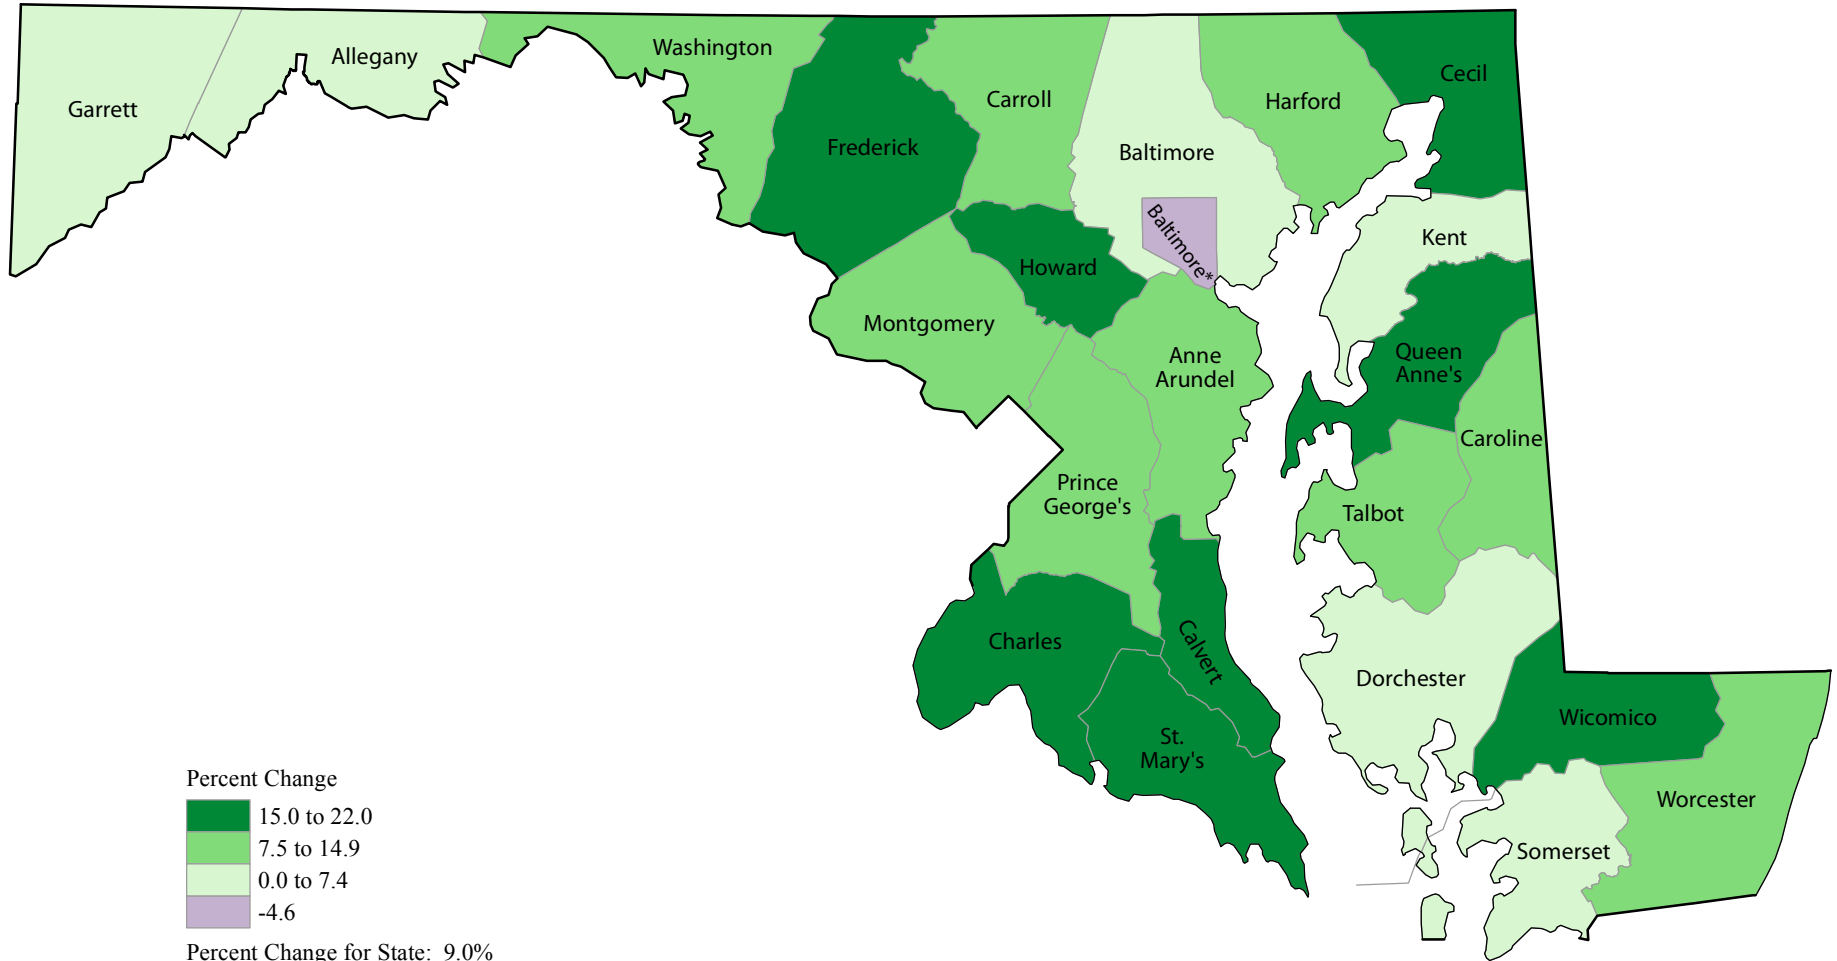 Garrett
Allegany
Washington
Frederick
Carroll
Baltimore
Harford
Cecil
Baltimore*
Howard
Kent
Montgomery
Anne
Arundel
Queen
Anne's
Caroline
Prince
George's
Talbot
Charles
Calvert
Dorchester
St.
Mary's
Wicomico
Worcester
Somerset
Percent Change
15.0 to 22.0
7.5 to 14.9
0.0 to 7.4
-4.6
Percent Change for State: 9.0%